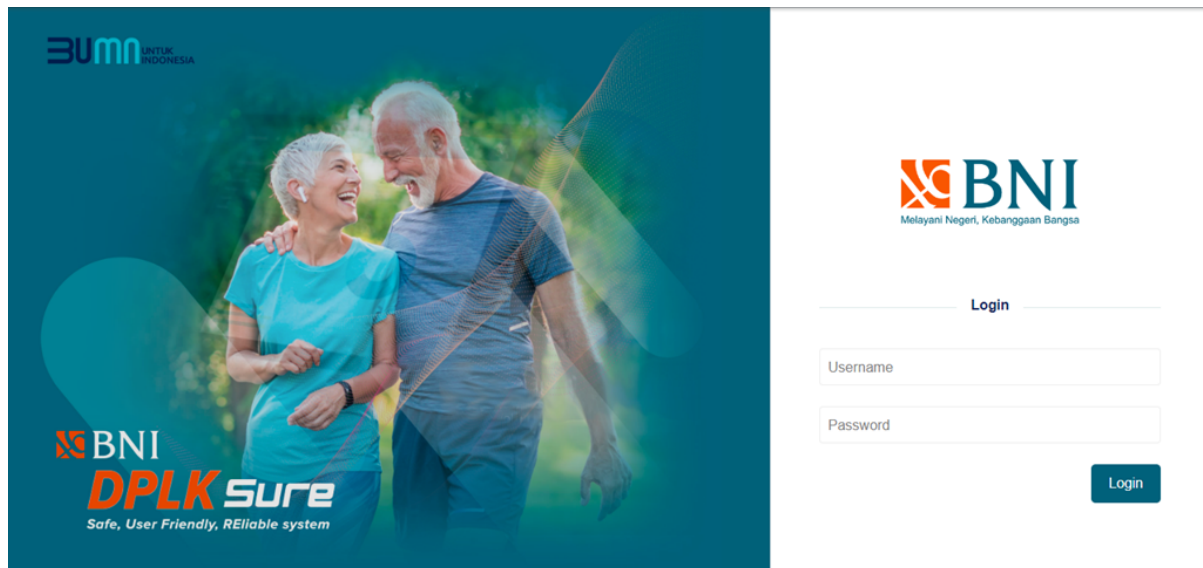 BUMN UNTUK
INDONESIA
BNI
DPLK Sure
Safe, User Friendly, REliable system
BNI
Melayani Negeri, Kebanggaan Bangsa
Login
Username
Password
Login